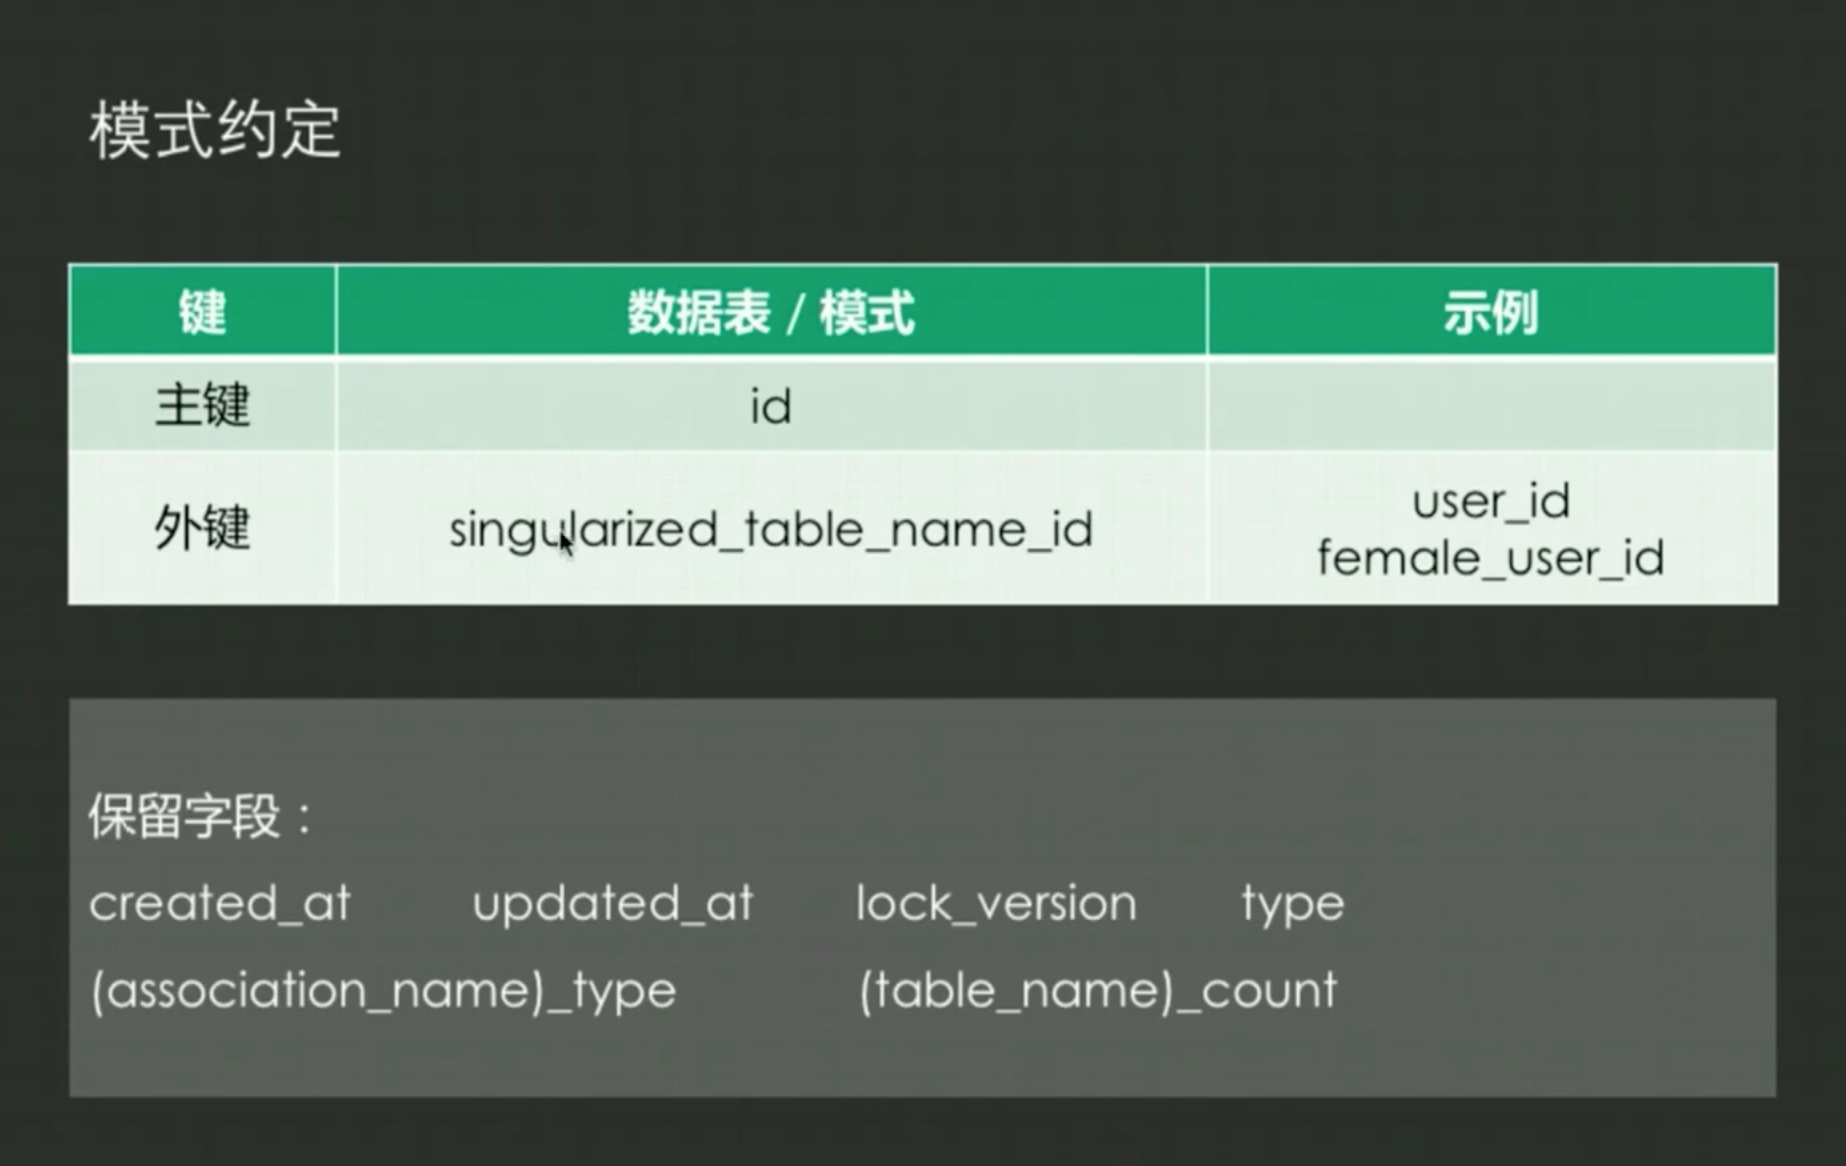 模式约定
键 数据表 / 模式 示例
主键 id
外键 singularized_table_name_id user_id
female_user_id
保留字段：
created_at updated_at lock_version type
(association_name)_type (table_name)_count